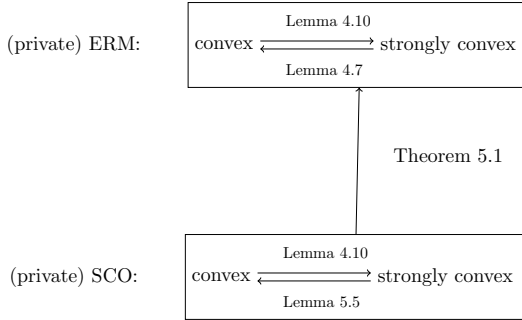 Lemma 4.10
(private) ERM: convex strongly convex
Lemma 4.7
Theorem 5.1
Lemma 4.10
(private) SCO: convex strongly convex
Lemma 5.5